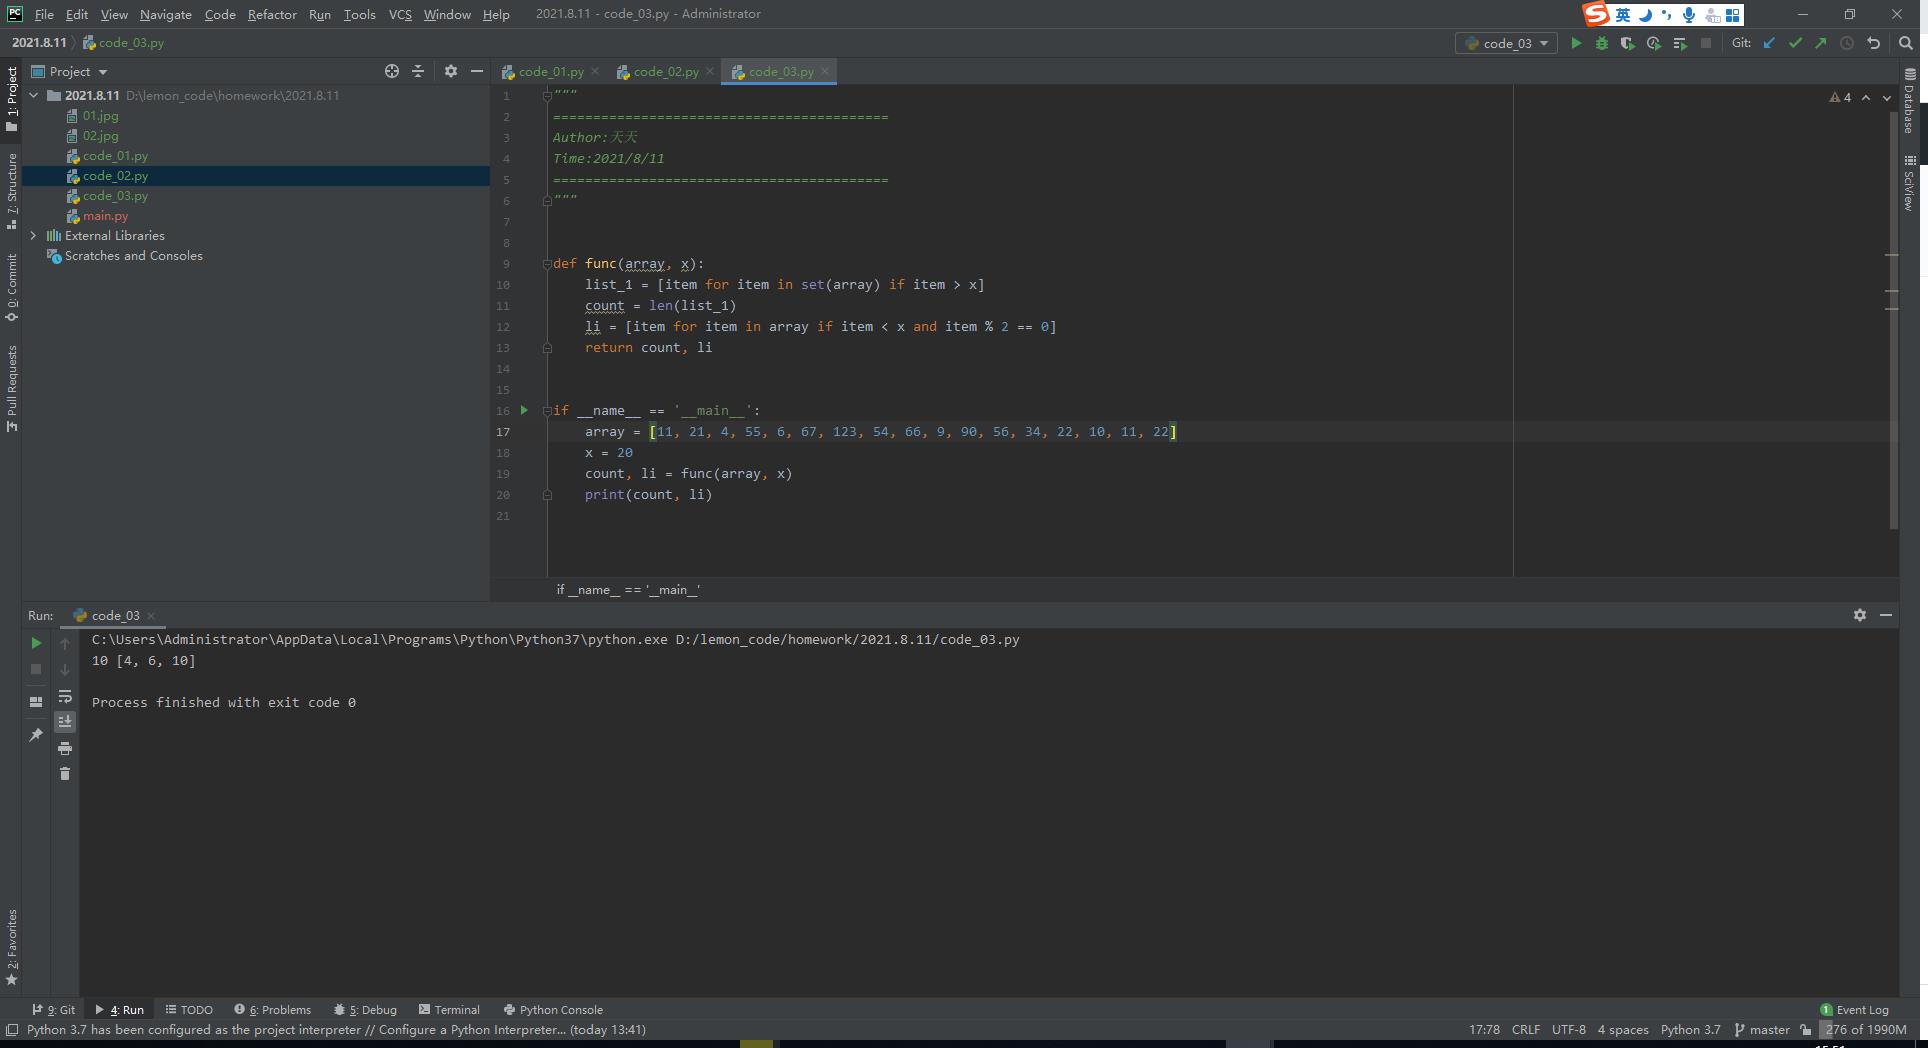 PC File Edit View Navigate Code Refactor Run Tools VCS Window Help 2021.8.11 - code_03.py - Administrator
S 英
2021.8.11 code_03.py
code_03 Git:
1: Project
7: Structure
0: Commit
Pull Requests
2: Favorites
Project
2021.8.11 D:\lemon_code\homework\2021.8.11
01.jpg
02.jpg
code_01.py
code_02.py
code_03.py
main.py
External Libraries
Scratches and Consoles
code_01.py code_02.py code_03.py
4
Database
SciView
1 """
2 ==========================================
3 Author:天天
4 Time:2021/8/11
5 ==========================================
6 """
7
8
9 def func(array, x):
10 list_1 = [item for item in set(array) if item > x]
11 count = len(list_1)
12 li = [item for item in array if item < x and item % 2 == 0]
13 return count, li
14
15
16 if __name__ == '__main__':
17 array = [11, 21, 4, 55, 6, 67, 123, 54, 66, 9, 90, 56, 34, 22, 10, 11, 22]
18 x = 20
19 count, li = func(array, x)
20 print(count, li)
21
if __name__ == '__main__'
Run: code_03
C:\Users\Administrator\AppData\Local\Programs\Python\Python37\python.exe D:/lemon_code/homework/2021.8.11/code_03.py
10 [4, 6, 10]
Process finished with exit code 0
9: Git 4: Run TODO 6: Problems 5: Debug Terminal Python Console 1 Event Log
Python 3.7 has been configured as the project interpreter // Configure a Python Interpreter... (today 13:41) 17:78 CRLF UTF-8 4 spaces Python 3.7 master 276 of 1990M